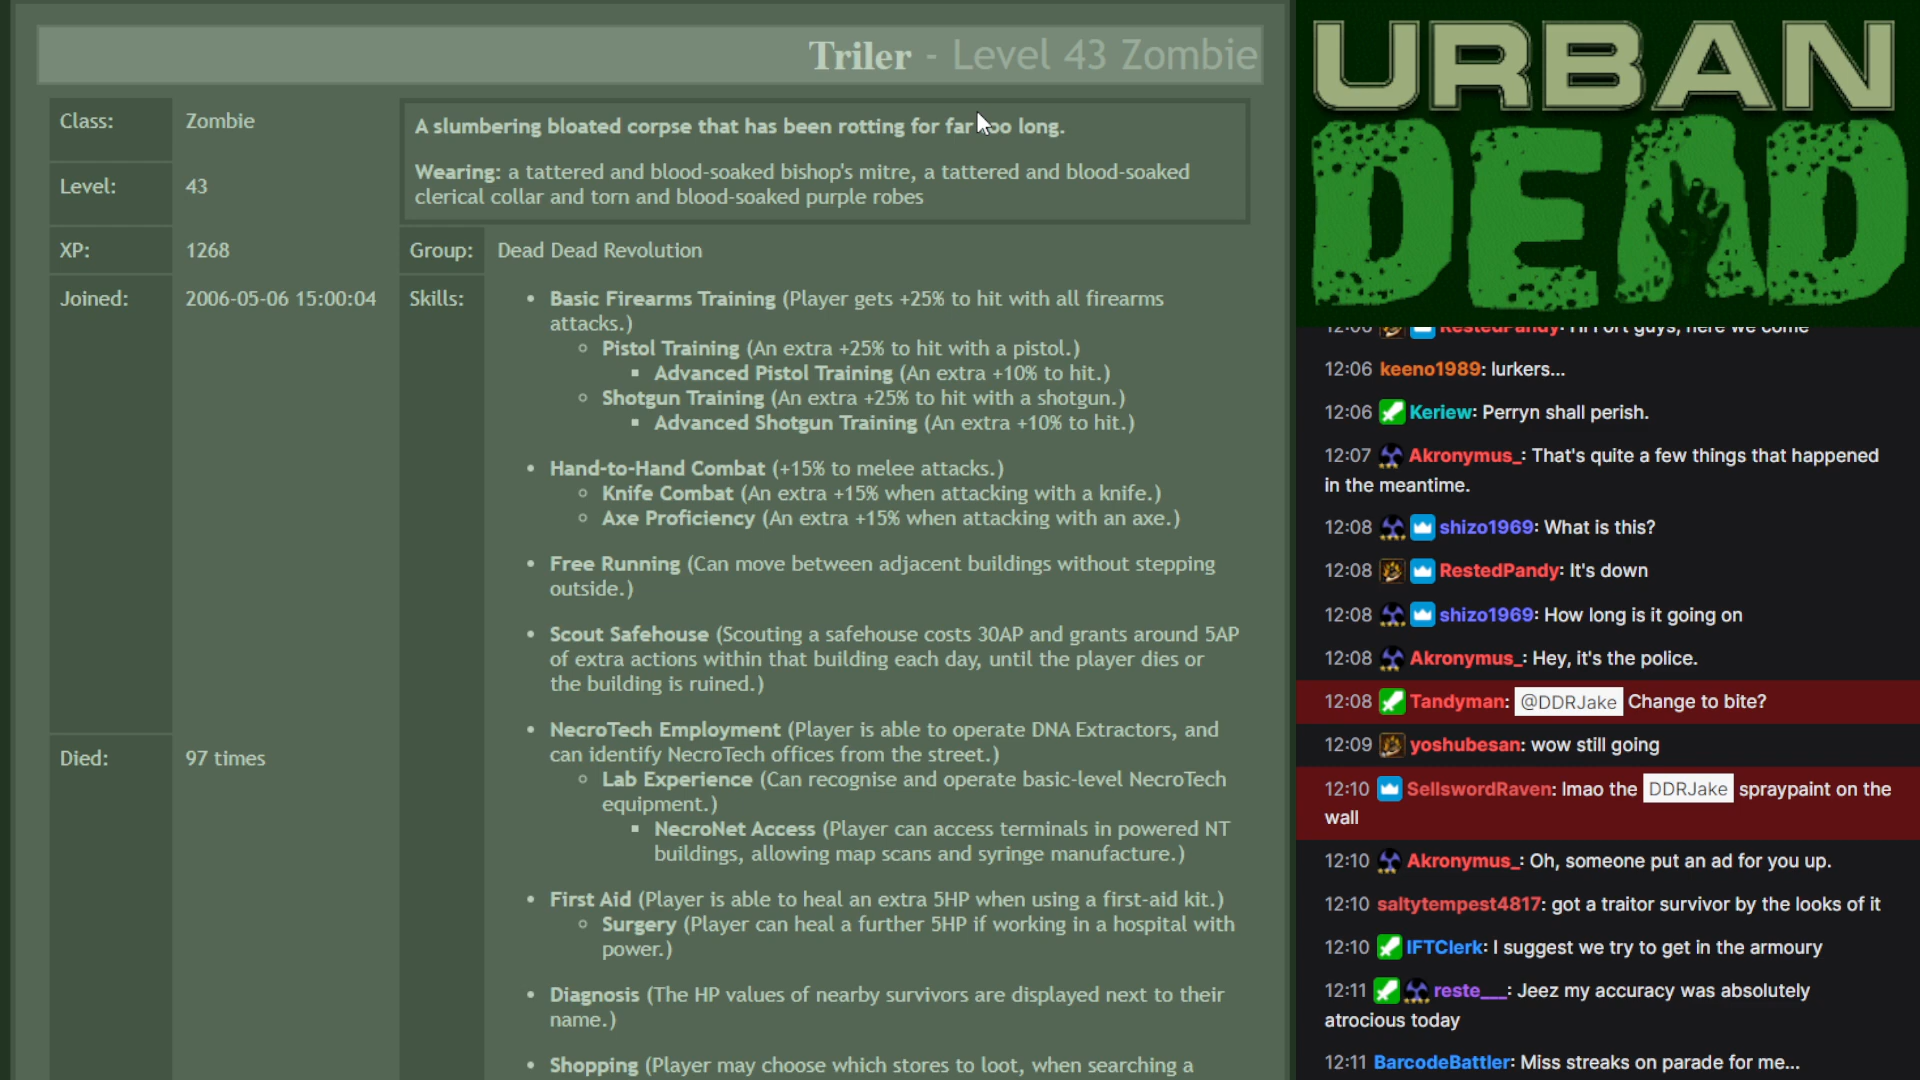 Triler - Level 43 Zombie
Class: Zombie
Level: 43
XP: 1268
Joined: 2006-05-06 15:00:04
Died: 97 times
A slumbering bloated corpse that has been rotting for far too long.
Wearing: a tattered and blood-soaked bishop's mitre, a tattered and blood-soaked
clerical collar and torn and blood-soaked purple robes
Group: Dead Dead Revolution
Skills:
• Basic Firearms Training (Player gets +25% to hit with all firearms
attacks.)
◦ Pistol Training (An extra +25% to hit with a pistol.)
▪ Advanced Pistol Training (An extra +10% to hit.)
◦ Shotgun Training (An extra +25% to hit with a shotgun.)
▪ Advanced Shotgun Training (An extra +10% to hit.)
• Hand-to-Hand Combat (+15% to melee attacks.)
◦ Knife Combat (An extra +15% when attacking with a knife.)
◦ Axe Proficiency (An extra +15% when attacking with an axe.)
• Free Running (Can move between adjacent buildings without stepping
outside.)
• Scout Safehouse (Scouting a safehouse costs 30AP and grants around 5AP
of extra actions within that building each day, until the player dies or
the building is ruined.)
• NecroTech Employment (Player is able to operate DNA Extractors, and
can identify NecroTech offices from the street.)
◦ Lab Experience (Can recognise and operate basic-level NecroTech
equipment.)
▪ NecroNet Access (Player can access terminals in powered NT
buildings, allowing map scans and syringe manufacture.)
• First Aid (Player is able to heal an extra 5HP when using a first-aid kit.)
◦ Surgery (Player can heal a further 5HP if working in a hospital with
power.)
• Diagnosis (The HP values of nearby survivors are displayed next to their
name.)
• Shopping (Player may choose which stores to loot, when searching a
URBAN
DEAD
12:06 RestedPandy: Hi Fort guys, here we come
12:06 keeno1989: lurkers...
12:06 Keriew: Perryn shall perish.
12:07 Akronymus_: That's quite a few things that happened
in the meantime.
12:08 shizo1969: What is this?
12:08 RestedPandy: It's down
12:08 shizo1969: How long is it going on
12:08 Akronymus_: Hey, it's the police.
12:08 Tandyman: @DDRJake Change to bite?
12:09 yoshubesan: wow still going
12:10 SellswordRaven: lmao the DDRJake spraypaint on the
wall
12:10 Akronymus_: Oh, someone put an ad for you up.
12:10 saltytempest4817: got a traitor survivor by the looks of it
12:10 IFTClerk: I suggest we try to get in the armoury
12:11 reste___: Jeez my accuracy was absolutely
atrocious today
12:11 BarcodeBattler: Miss streaks on parade for me...